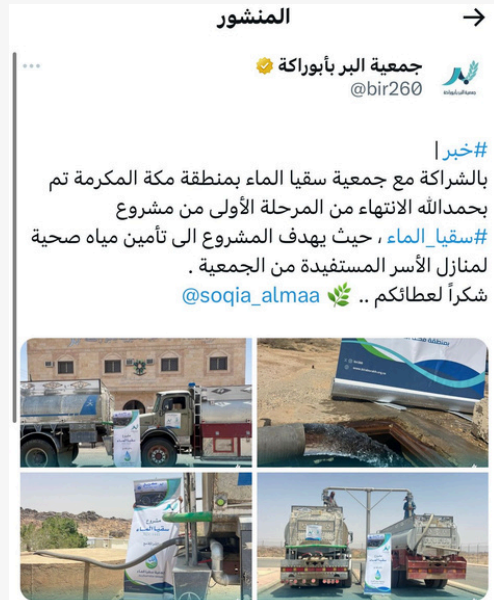 المنشور
جمعية البر بأبوراكة
@bir260
#خبر |
بالشراكة مع جمعية سقيا الماء بمنطقة مكة المكرمة تم
بحمدالله الانتهاء من المرحلة الأولى من مشروع
#سقيا_الماء ، حيث يهدف المشروع الى تأمين مياه صحية
لمنازل الأسر المستفيدة من الجمعية .
شكراً لعطائكم .. @soqia_almaa
مشروع
سقيا الماء